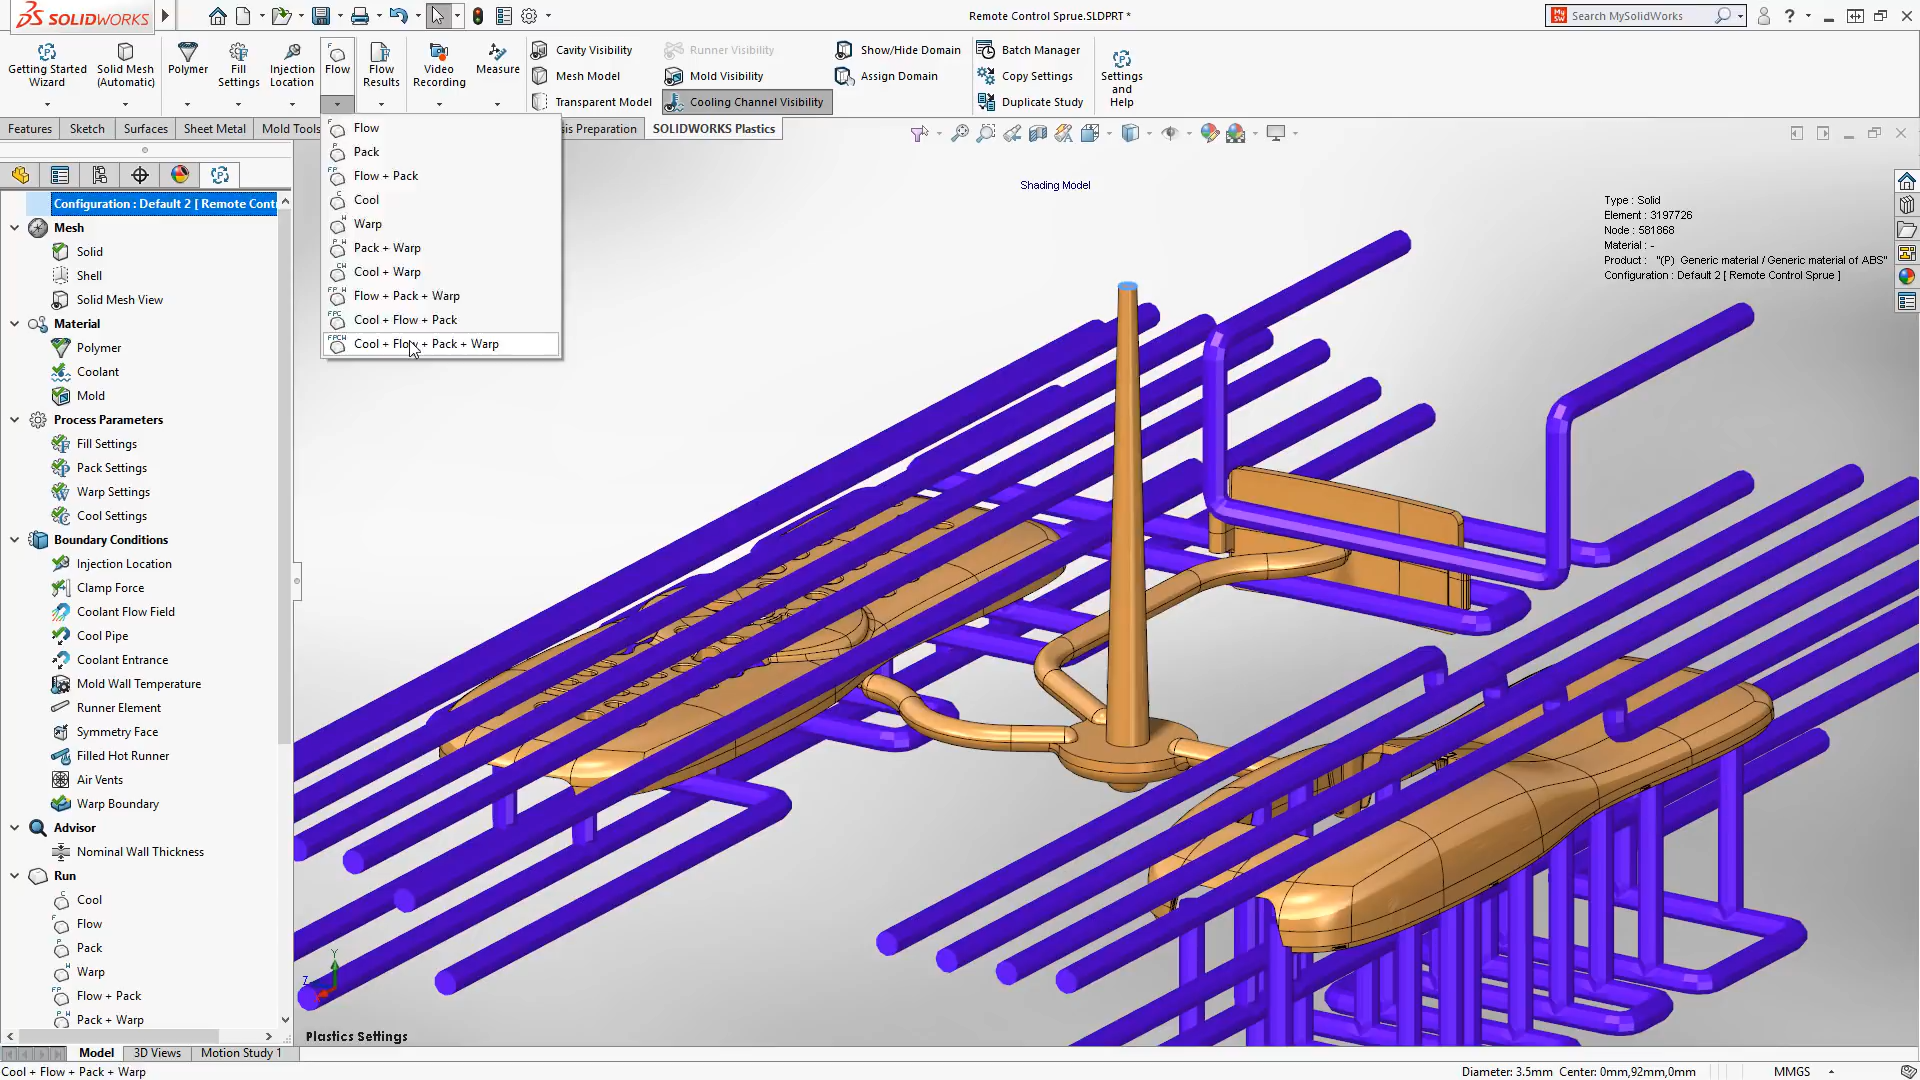 SOLIDWORKS
Remote Control Sprue.SLDPRT *
Search MySolidWorks
Getting Started
Wizard
Solid Mesh
(Automatic)
Polymer
Fill
Settings
Injection
Location
Flow
Flow
Results
Video
Recording
Measure
Cavity Visibility
Mesh Model
Transparent Model
Runner Visibility
Mold Visibility
Cooling Channel Visibility
Show/Hide Domain
Assign Domain
Batch Manager
Copy Settings
Duplicate Study
Settings
and
Help
Features
Sketch
Surfaces
Sheet Metal
Mold Tools
sis Preparation
SOLIDWORKS Plastics
Flow
Pack
Flow + Pack
Cool
Warp
Pack + Warp
Cool + Warp
Flow + Pack + Warp
Cool + Flow + Pack
Cool + Flow + Pack + Warp
Configuration : Default 2 [ Remote Contr
Mesh
Solid
Shell
Solid Mesh View
Material
Polymer
Coolant
Mold
Process Parameters
Fill Settings
Pack Settings
Warp Settings
Cool Settings
Boundary Conditions
Injection Location
Clamp Force
Coolant Flow Field
Cool Pipe
Coolant Entrance
Mold Wall Temperature
Runner Element
Symmetry Face
Filled Hot Runner
Air Vents
Warp Boundary
Advisor
Nominal Wall Thickness
Run
Cool
Flow
Pack
Warp
Flow + Pack
Pack + Warp
Shading Model
Type : Solid
Element : 3197726
Node : 581868
Material : -
Product : "(P) Generic material / Generic material of ABS"
Configuration : Default 2 [ Remote Control Sprue ]
Y
Z
Plastics Settings
Model
3D Views
Motion Study 1
Cool + Flow + Pack + Warp
Diameter: 3.5mm Center: 0mm,92mm,0mm
MMGS